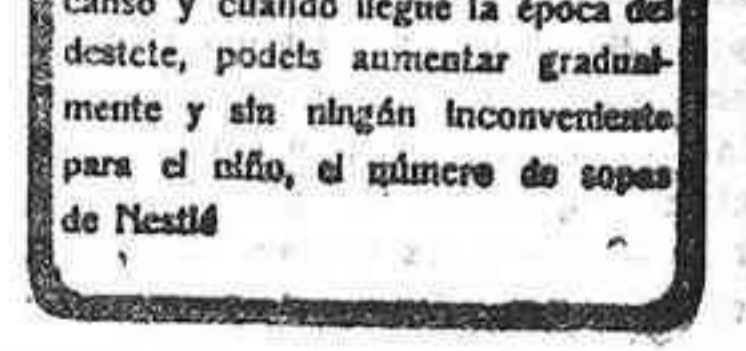 canso y cuando llegue la época del
destete, podeis aumentar gradual-
mente y sin ningún inconveniente
para el niño, el número de sopas
de Nestlé